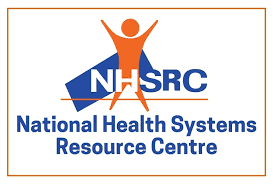 NHSRC
National Health Systems
Resource Centre